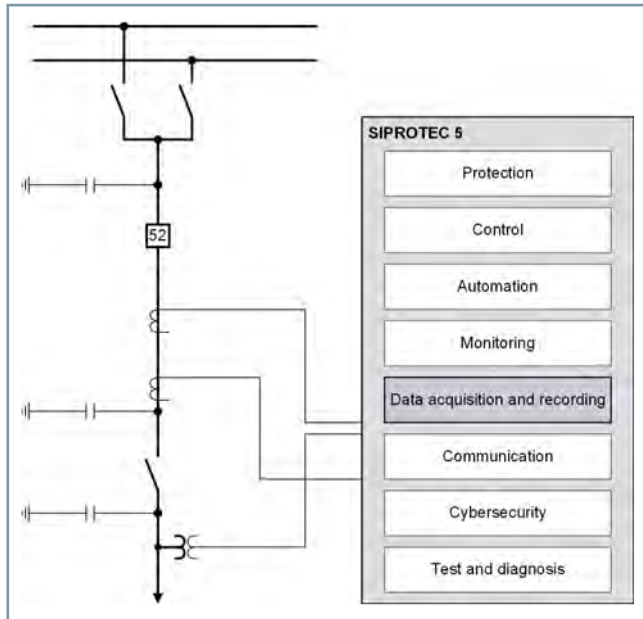 SIPROTEC 5
Protection
Control
52
Automation
Monitoring
Data acquisition and recording
Communication
Cybersecurity
Test and diagnosis